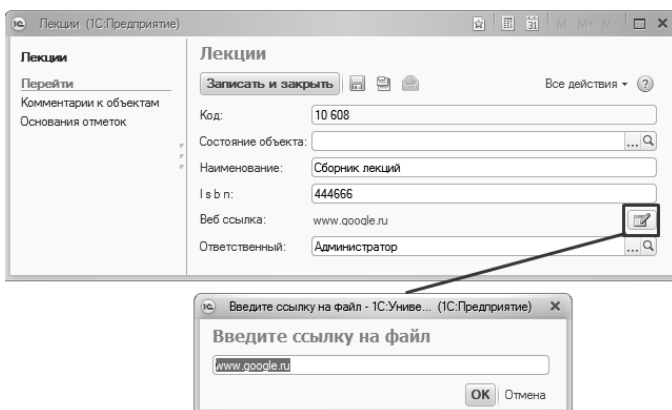 Лекции (1С:Предприятие)
31 M M+ M-
Лекции
Перейти
Комментарии к объектам
Основания отметок
Лекции
Записать и закрыть
Все действия ?
Код: 10 608
Состояние объекта: ...
Наименование: Сборник лекций
I s b n: 444666
Веб ссылка: www.google.ru
Ответственный: Администратор ...
Введите ссылку на файл - 1С:Униве... (1С:Предприятие)
Введите ссылку на файл
www.google.ru
OK Отмена